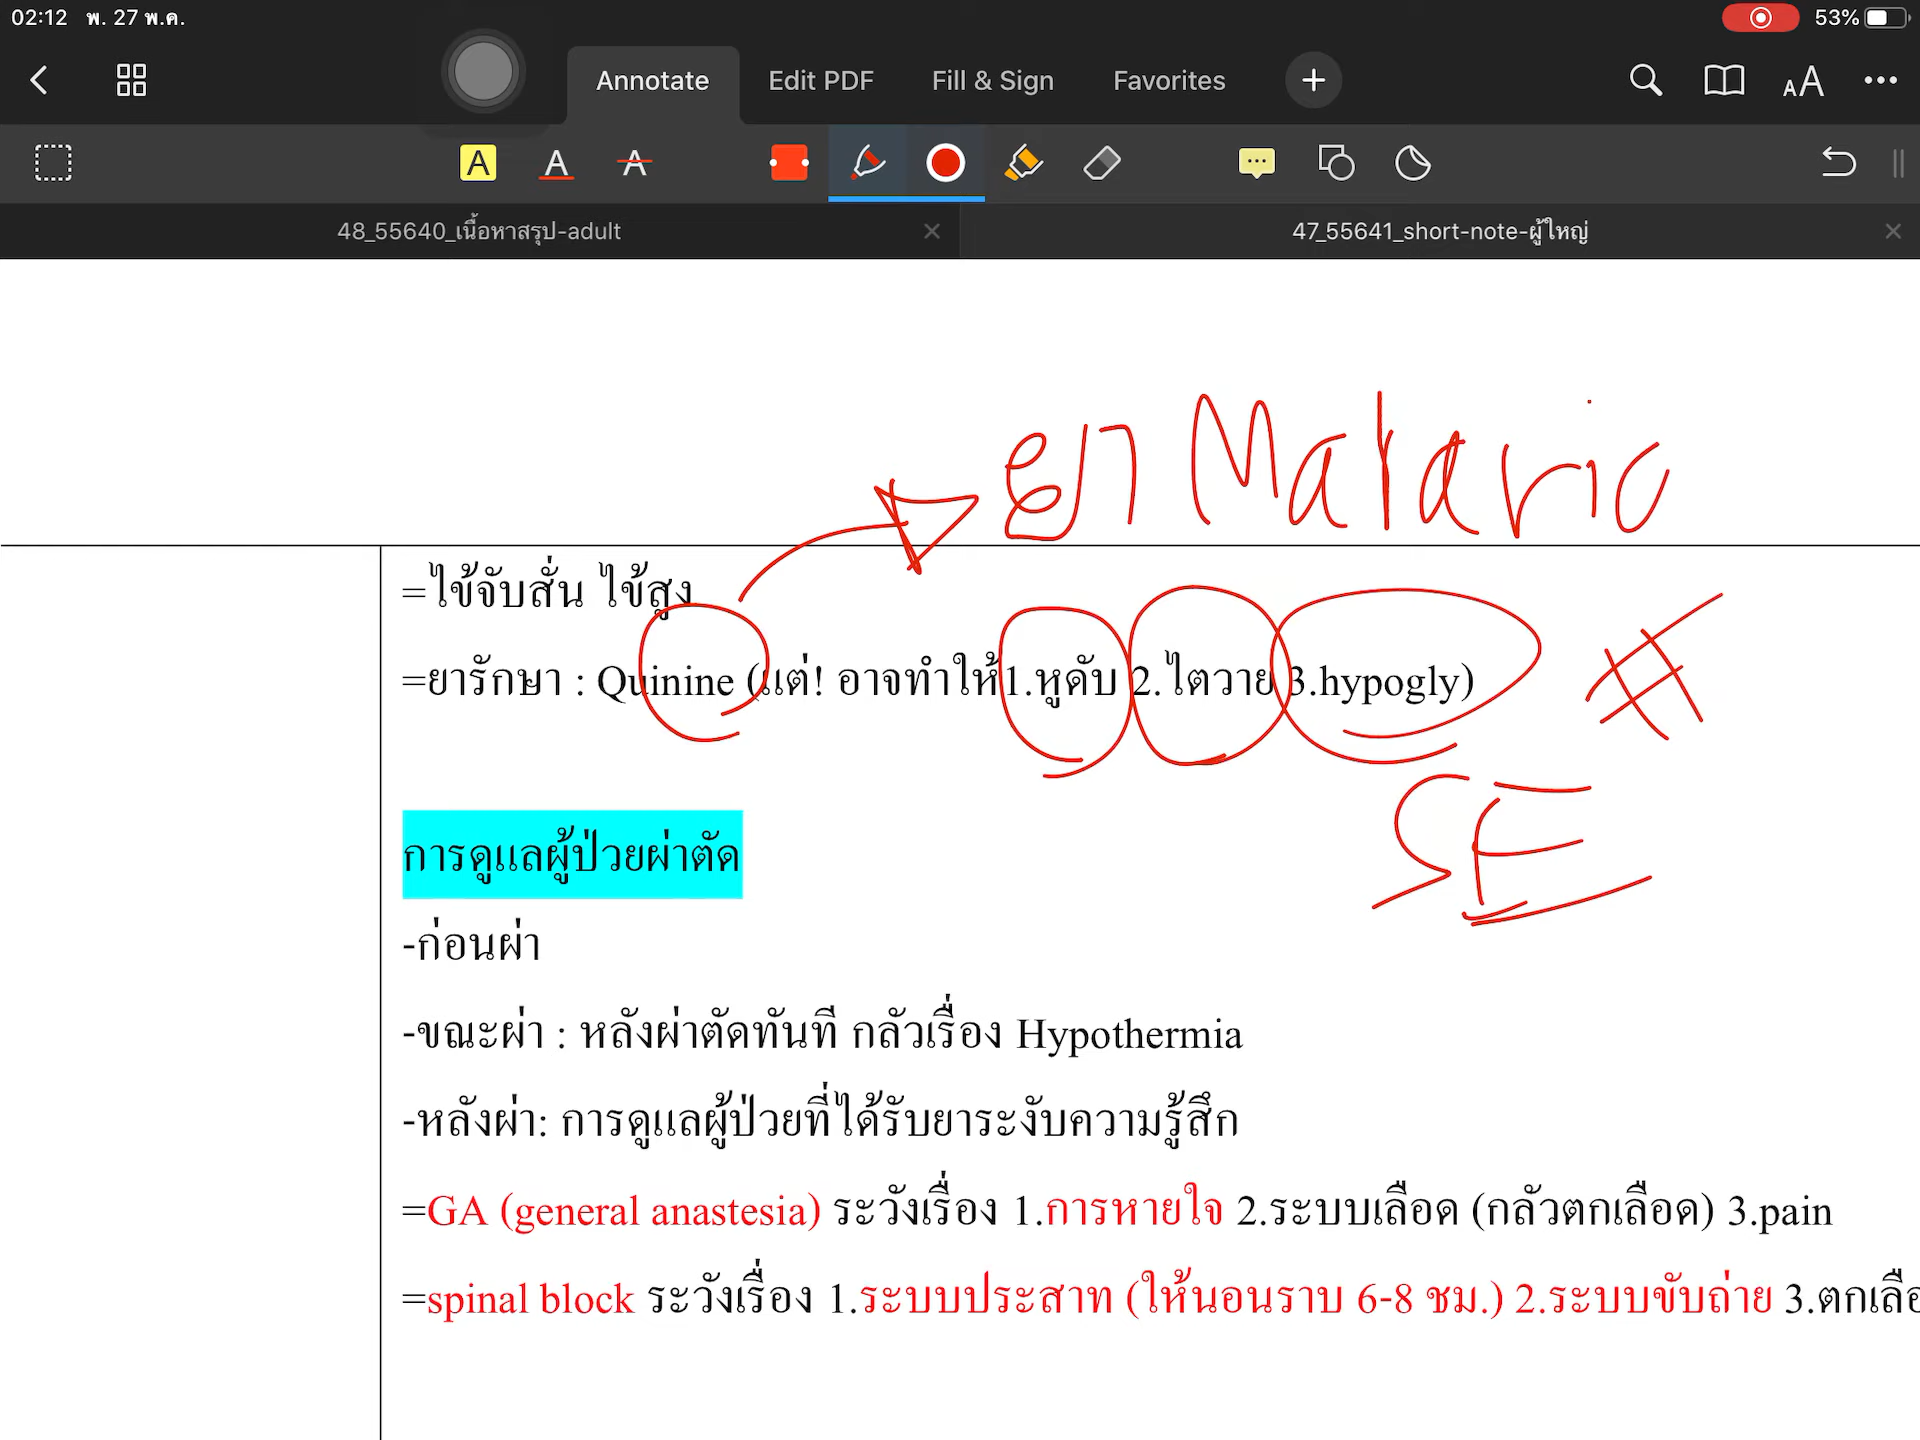 02:12 พ. 27 พ.ค. 53%
Annotate Edit PDF Fill & Sign Favorites
48_55640_เนื้อหาสรุป-adult 47_55641_short-note-ผู้ใหญ่
ยา Malaria
=ไข้จับสั่น ไข้สูง
=ยารักษา : Quinine (แต่! อาจทำให้1.หูดับ 2.ไตวาย 3.hypogly)
SE
การดูแลผู้ป่วยผ่าตัด
-ก่อนผ่า
-ขณะผ่า : หลังผ่าตัดทันที กลัวเรื่อง Hypothermia
-หลังผ่า: การดูแลผู้ป่วยที่ได้รับยาระงับความรู้สึก
=GA (general anastesia) ระวังเรื่อง 1.การหายใจ 2.ระบบเลือด (กลัวตกเลือด) 3.pain
=spinal block ระวังเรื่อง 1.ระบบประสาท (ให้นอนราบ 6-8 ชม.) 2.ระบบขับถ่าย 3.ตกเลือ